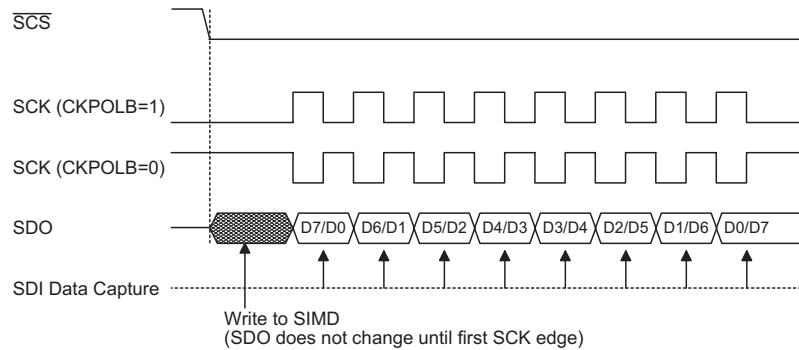 SCS
SCK (CKPOLB=1)
SCK (CKPOLB=0)
SDO
D7/D0 D6/D1 D5/D2 D4/D3 D3/D4 D2/D5 D1/D6 D0/D7
SDI Data Capture
Write to SIMD
(SDO does not change until first SCK edge)